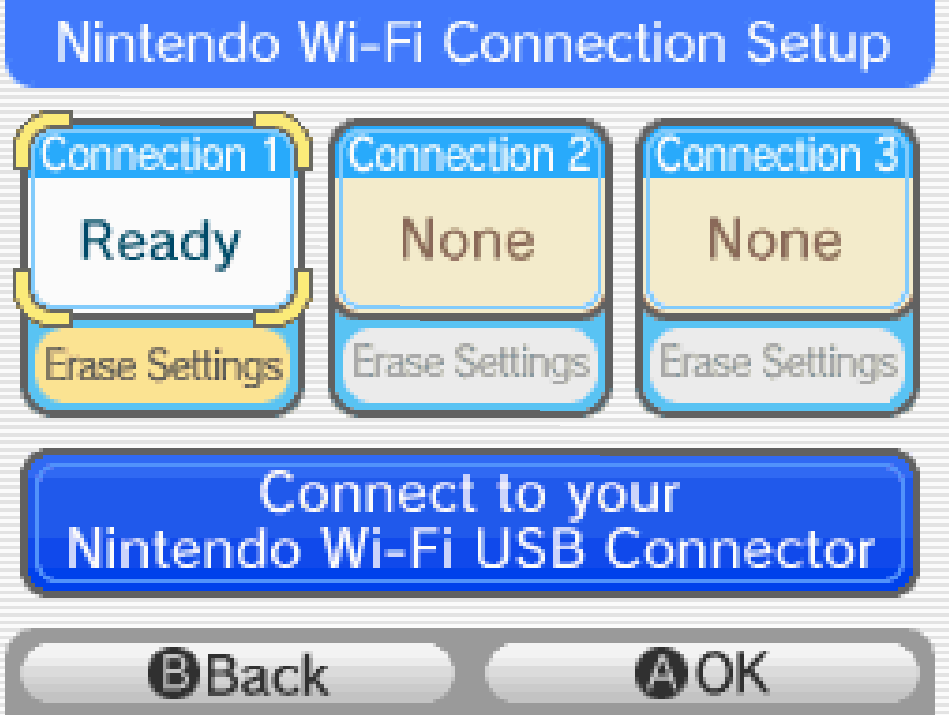 Nintendo Wi-Fi Connection Setup
Connection 1
Ready
Erase Settings
Connection 2
None
Erase Settings
Connection 3
None
Erase Settings
Connect to your
Nintendo Wi-Fi USB Connector
B Back
A OK